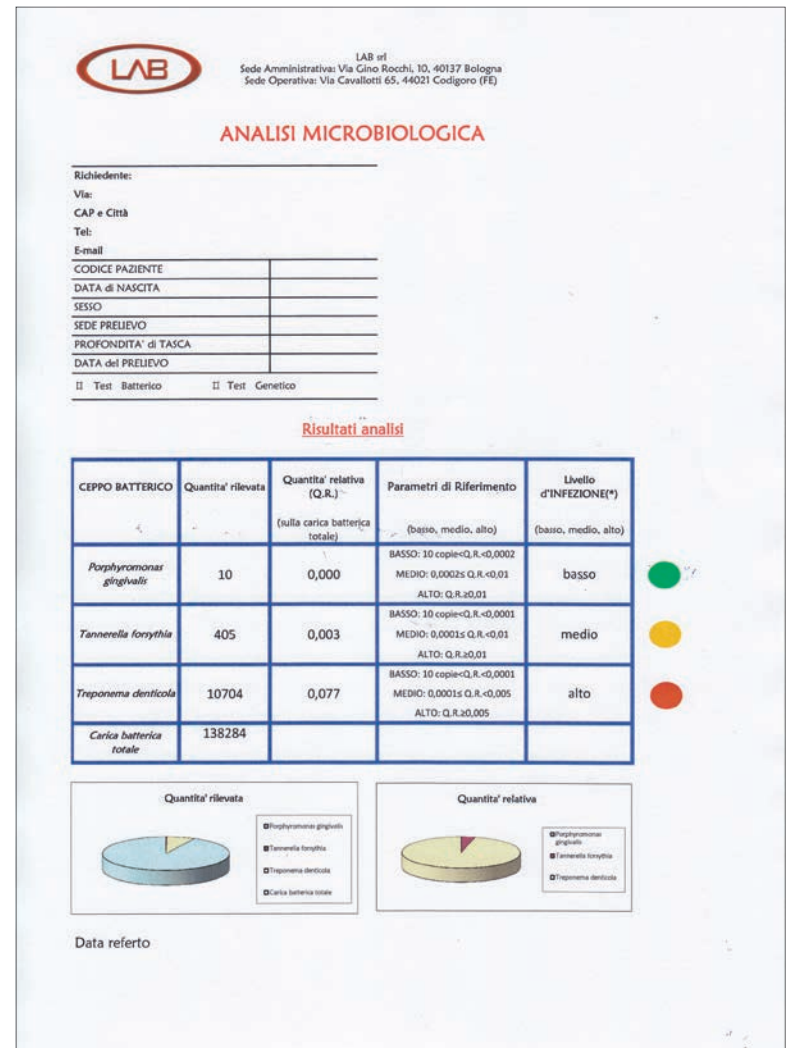 LAB
LAB srl
Sede Amministrativa: Via Gino Rocchi, 10, 40137 Bologna
Sede Operativa: Via Cavallotti 65, 44021 Codigoro (FE)
ANALISI MICROBIOLOGICA
Richiedente:
Via:
CAP e Città
Tel:
E-mail
CODICE PAZIENTE
DATA di NASCITA
SESSO
SEDE PRELIEVO
PROFONDITA' di TASCA
DATA del PRELIEVO
Test Batterico Test Genetico
Risultati analisi
CEPPO BATTERICO
Quantita' rilevata
Quantita' relativa
(Q.R.)
(sulla carica batterica
totale)
Parametri di Riferimento
(basso, medio, alto)
Livello
d'INFEZIONE(*)
(basso, medio, alto)
Porphyromonas
gingivalis
10
0,000
BASSO: 10 copie<Q.R.<0,0002
MEDIO: 0,0002≤ Q.R.<0,01
ALTO: Q.R.≥0,01
basso
Tannerella forsythia
405
0,003
BASSO: 10 copie<Q.R.<0,0001
MEDIO: 0,0001≤ Q.R.<0,01
ALTO: Q.R.≥0,01
medio
Treponema denticola
10704
0,077
BASSO: 10 copie<Q.R.<0,0001
MEDIO: 0,0001≤ Q.R.<0,005
ALTO: Q.R.≥0,005
alto
Carica batterica
totale
138284
Quantita' rilevata
Porphyromonas gingivalis
Tannerella forsythia
Treponema denticola
Carica batterica totale
Quantita' relativa
Porphyromonas
gingivalis
Tannerella forsythia
Treponema denticola
Data referto